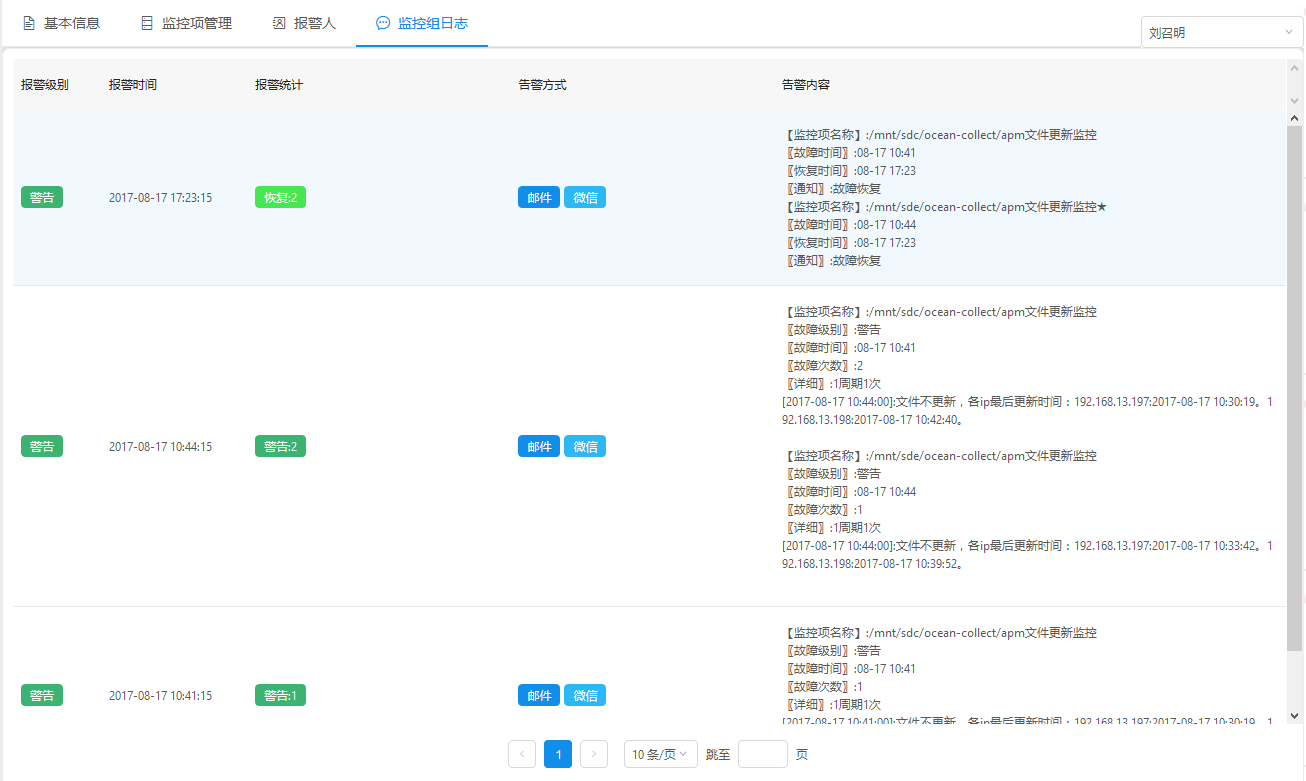 基本信息 监控项管理 报警人 监控组日志
刘召明
报警级别 报警时间 报警统计 告警方式 告警内容
【监控项名称】:/mnt/sdc/ocean-collect/apm文件更新监控
〖故障时间〗:08-17 10:41
〖恢复时间〗:08-17 17:23
〖通知〗:故障恢复
警告 2017-08-17 17:23:15 恢复:2 邮件 微信
【监控项名称】:/mnt/sde/ocean-collect/apm文件更新监控★
〖故障时间〗:08-17 10:44
〖恢复时间〗:08-17 17:23
〖通知〗:故障恢复
【监控项名称】:/mnt/sdc/ocean-collect/apm文件更新监控
〖故障级别〗:警告
〖故障时间〗:08-17 10:41
〖故障次数〗:2
〖详细〗:1周期1次
[2017-08-17 10:44:00]:文件不更新，各ip最后更新时间：192.168.13.197:2017-08-17 10:30:19。1
92.168.13.198:2017-08-17 10:42:40。
警告 2017-08-17 10:44:15 警告:2 邮件 微信
【监控项名称】:/mnt/sde/ocean-collect/apm文件更新监控
〖故障级别〗:警告
〖故障时间〗:08-17 10:44
〖故障次数〗:1
〖详细〗:1周期1次
[2017-08-17 10:44:00]:文件不更新，各ip最后更新时间：192.168.13.197:2017-08-17 10:33:42。1
92.168.13.198:2017-08-17 10:39:52。
【监控项名称】:/mnt/sdc/ocean-collect/apm文件更新监控
〖故障级别〗:警告
〖故障时间〗:08-17 10:41
〖故障次数〗:1
警告 2017-08-17 10:41:15 警告:1 邮件 微信
〖详细〗:1周期1次
[2017-08-17 10:41:00]:文件不更新，各ip最后更新时间：192.168.13.197:2017-08-17 10:30:19。1
1 10 条/页 跳至 页